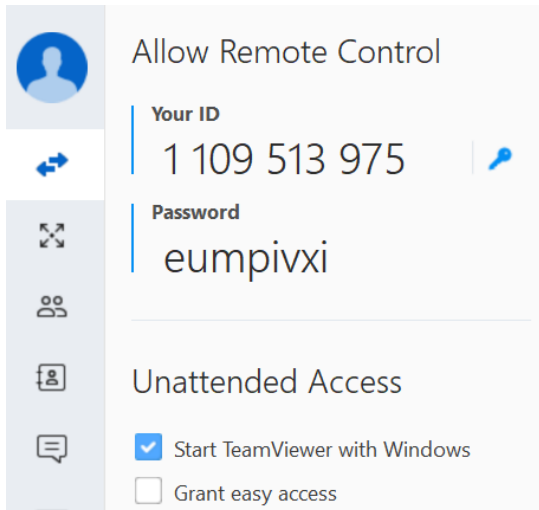 Allow Remote Control
Your ID
1 109 513 975
Password
eumpivxi
Unattended Access
Start TeamViewer with Windows
Grant easy access